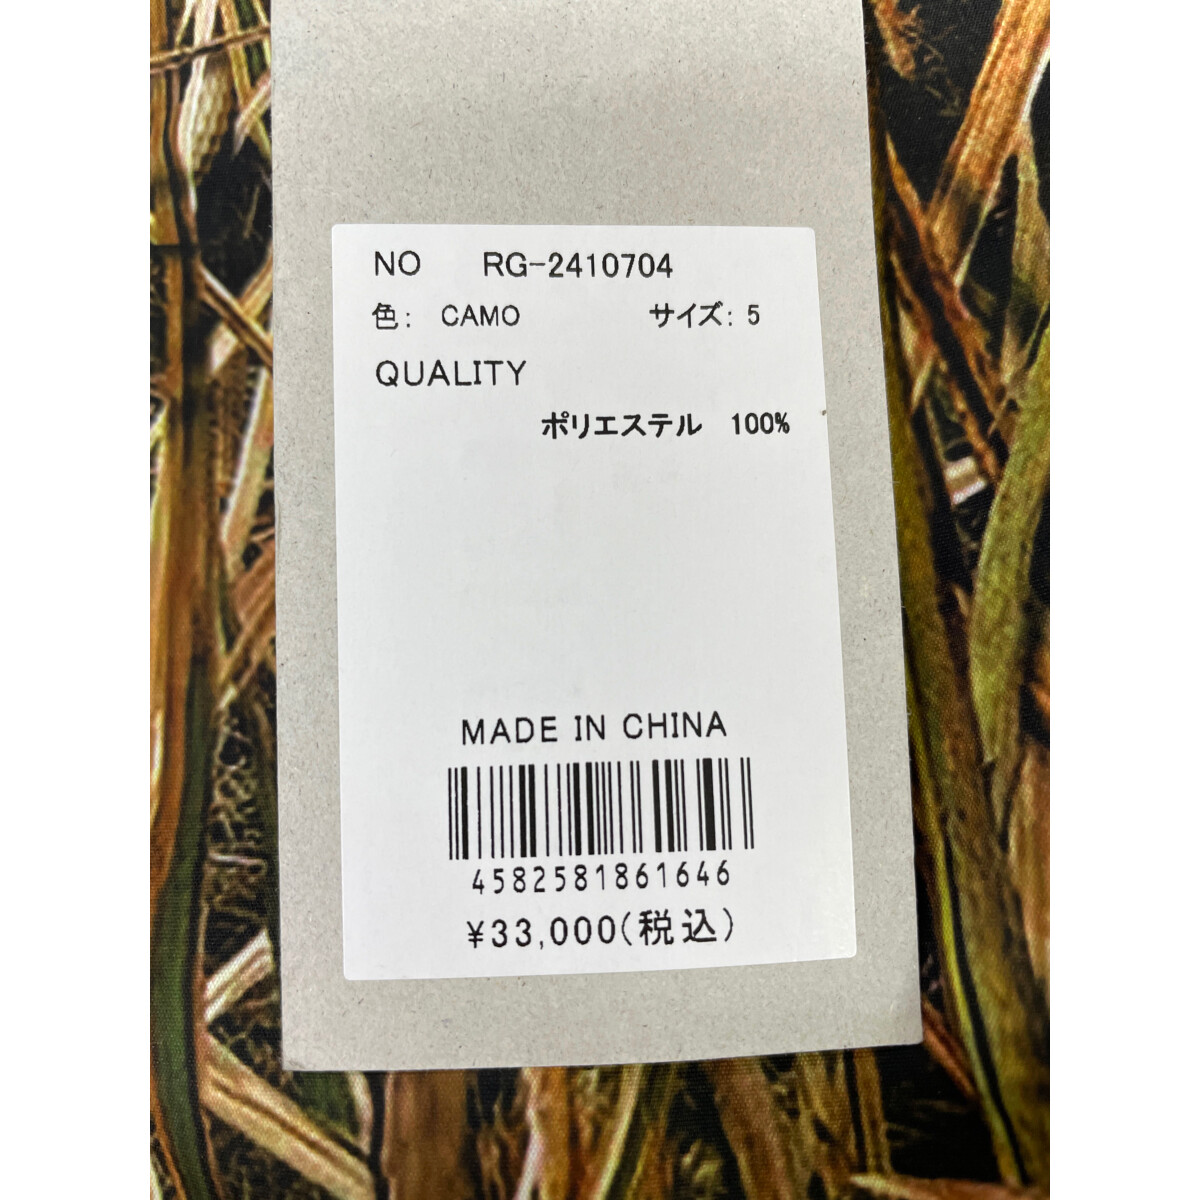 NO RG-2410704
色: CAMO サイズ: 5
QUALITY
ポリエステル 100%
MADE IN CHINA
4582581861646
¥33,000(税込)